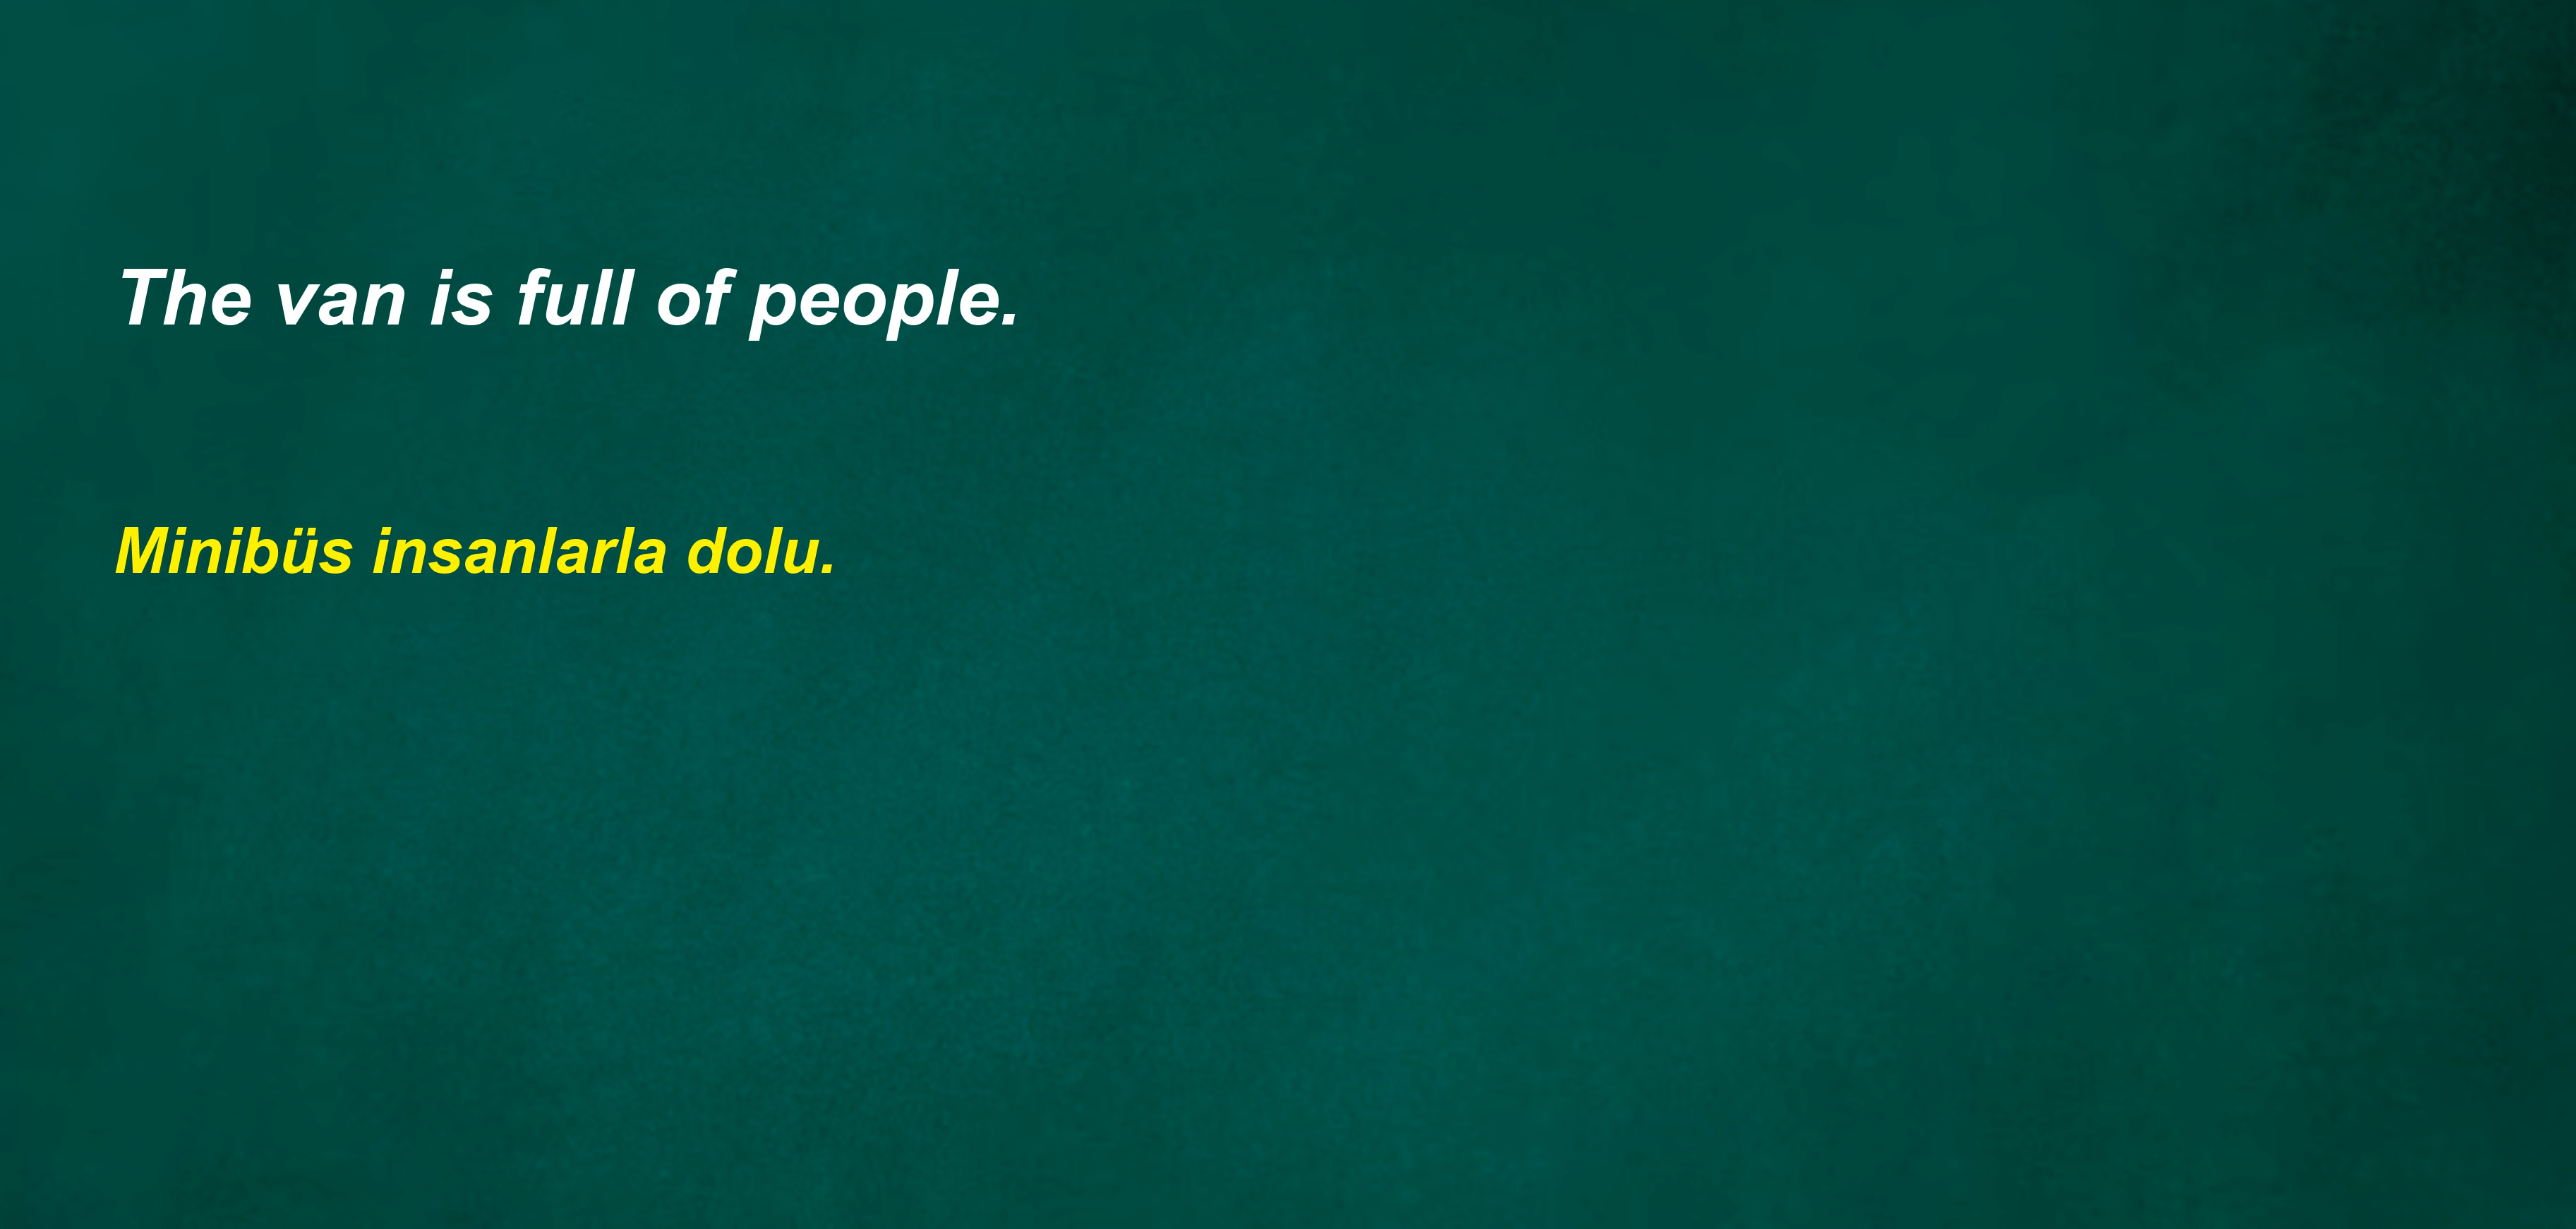 The van is full of people.
Minibüs insanlarla dolu.